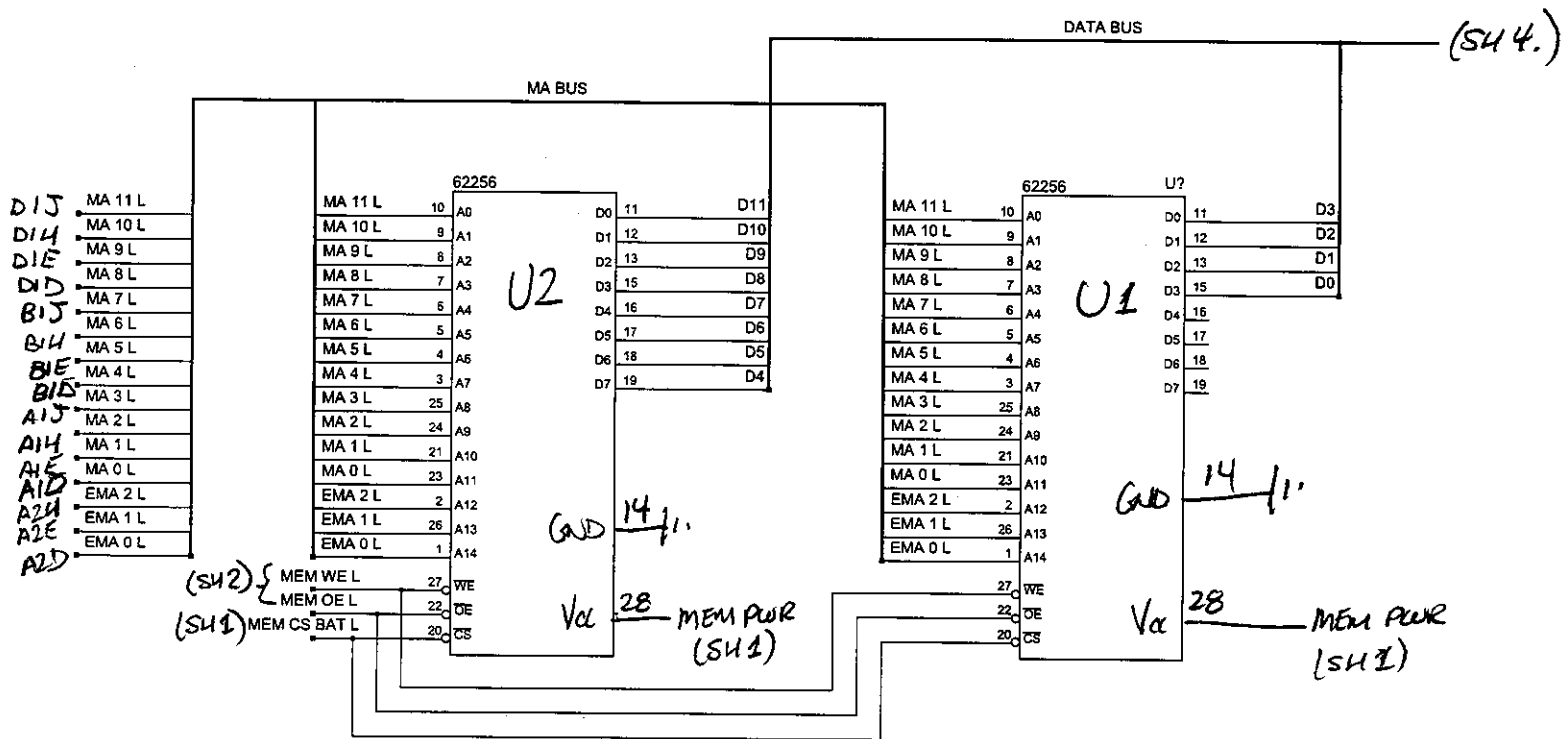 DATA BUS
(SH 4.)
MA BUS
D1J MA 11 L
D1H MA 10 L
D1E MA 9 L
D1D MA 8 L
B1J MA 7 L
B1H MA 6 L
B1E MA 5 L
B1D MA 4 L
A1J MA 3 L
A1H MA 2 L
A1E MA 1 L
A1D MA 0 L
A2H EMA 2 L
A2E EMA 1 L
A2D EMA 0 L
(SH2) { MEM WE L
MEM OE L
(SH1) MEM CS BAT L
62256
U2
MA 11 L 10 A0
MA 10 L 9 A1
MA 9 L 8 A2
MA 8 L 7 A3
MA 7 L 6 A4
MA 6 L 5 A5
MA 5 L 4 A6
MA 4 L 3 A7
MA 3 L 25 A8
MA 2 L 24 A9
MA 1 L 21 A10
MA 0 L 23 A11
EMA 2 L 2 A12
EMA 1 L 26 A13
EMA 0 L 1 A14
27 WE
22 OE
20 CS
D0 11 D11
D1 12 D10
D2 13 D9
D3 15 D8
D4 16 D7
D5 17 D6
D6 18 D5
D7 19 D4
GND 14
Vcc 28 MEM PWR
(SH1)
62256 U?
U1
MA 11 L 10 A0
MA 10 L 9 A1
MA 9 L 8 A2
MA 8 L 7 A3
MA 7 L 6 A4
MA 6 L 5 A5
MA 5 L 4 A6
MA 4 L 3 A7
MA 3 L 25 A8
MA 2 L 24 A9
MA 1 L 21 A10
MA 0 L 23 A11
EMA 2 L 2 A12
EMA 1 L 26 A13
EMA 0 L 1 A14
27 WE
22 OE
20 CS
D0 11 D3
D1 12 D2
D2 13 D1
D3 15 D0
D4 16
D5 17
D6 18
D7 19
GND 14
Vcc 28 MEM PWR
(SH1)